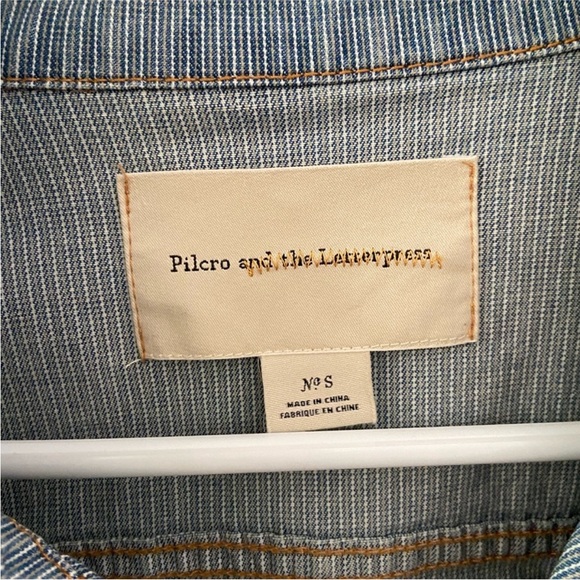 Pilcro and the Letterpress
Nº S
MADE IN CHINA
FABRIQUE EN CHINE